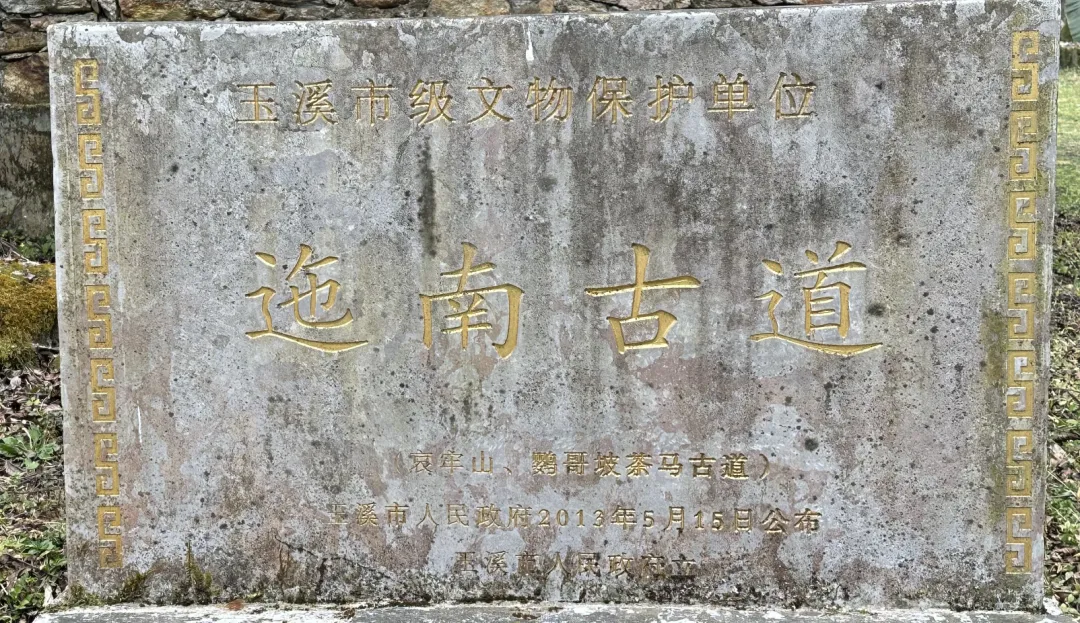 玉溪市级文物保护单位
迤南古道
哀牢山、鹦哥坡茶马古道）
玉溪市人民政府2013年5月15日公布
玉溪市人民政府立